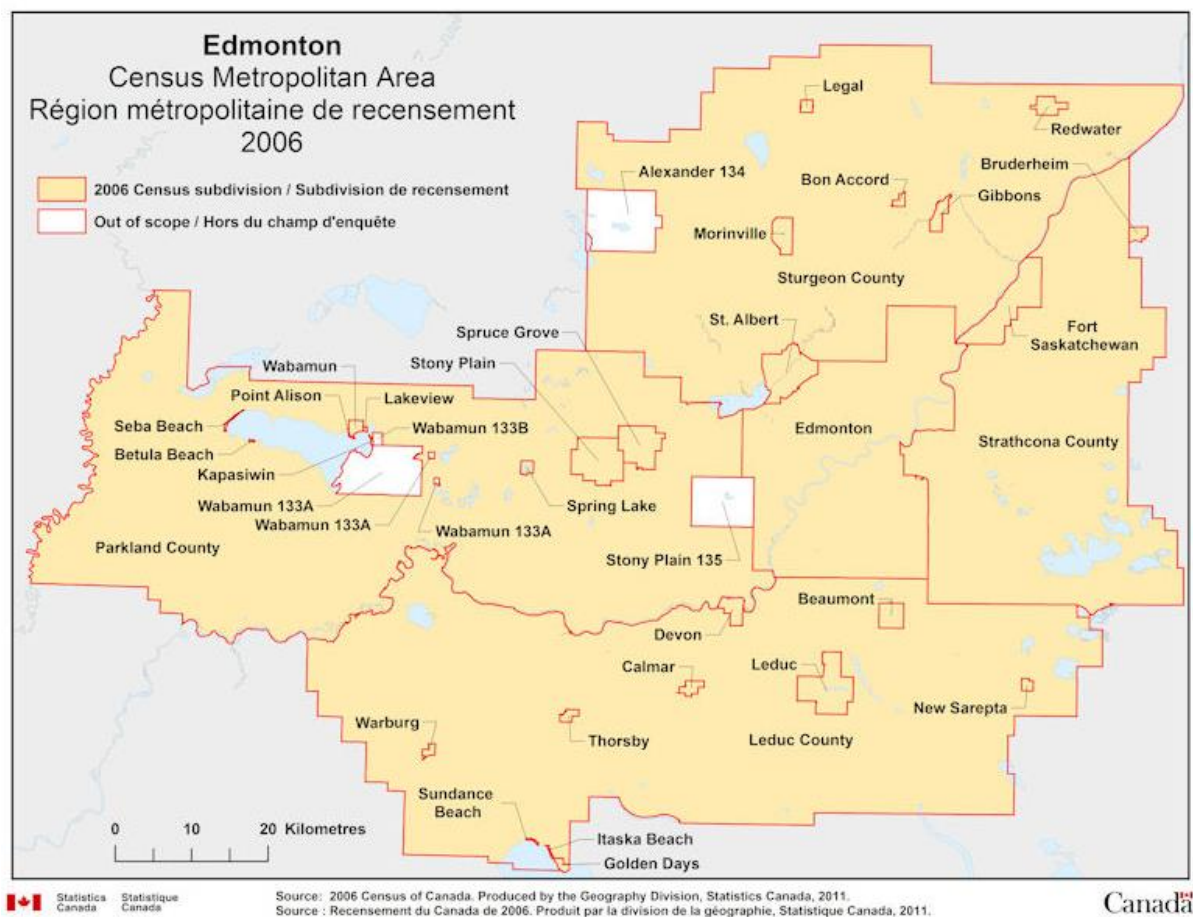 Edmonton
Census Metropolitan Area
Région métropolitaine de recensement
2006
2006 Census subdivision / Subdivision de recensement
Out of scope / Hors du champ d'enquête
Legal
Redwater
Alexander 134
Bon Accord
Bruderheim
Gibbons
Morinville
Sturgeon County
St. Albert
Spruce Grove
Fort
Saskatchewan
Stony Plain
Wabamun
Point Alison
Lakeview
Seba Beach
Wabamun 133B
Edmonton
Strathcona County
Betula Beach
Kapasiwin
Wabamun 133A
Spring Lake
Wabamun 133A
Wabamun 133A
Parkland County
Stony Plain 135
Beaumont
Devon
Calmar
Leduc
New Sarepta
Warburg
Thorsby
Leduc County
Sundance
Beach
0 10 20 Kilometres
Itaska Beach
Golden Days
Statistics
Canada
Statistique
Canada
Source: 2006 Census of Canada. Produced by the Geography Division, Statistics Canada, 2011.
Source : Recensement du Canada de 2006. Produit par la division de la géographie, Statistique Canada, 2011.
Canada